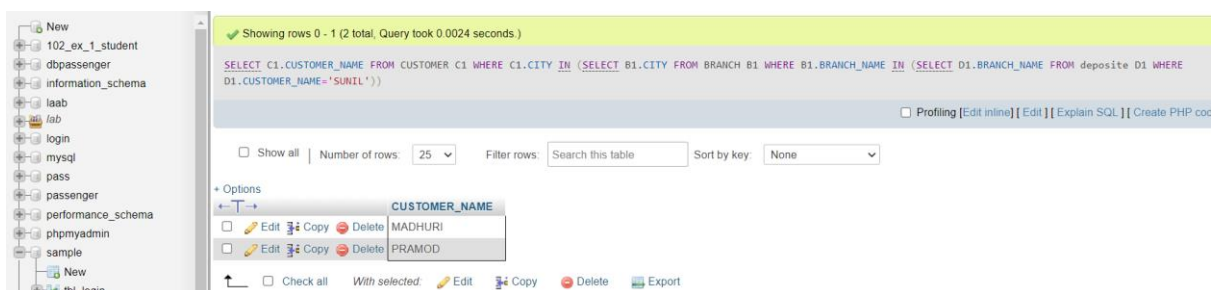 New
102_ex_1_student
dbpassenger
information_schema
laab
lab
login
mysql
pass
passenger
performance_schema
phpmyadmin
sample
New
tbl_login
Showing rows 0 - 1 (2 total, Query took 0.0024 seconds.)
SELECT C1.CUSTOMER_NAME FROM CUSTOMER C1 WHERE C1.CITY IN (SELECT B1.CITY FROM BRANCH B1 WHERE B1.BRANCH_NAME IN (SELECT D1.BRANCH_NAME FROM deposite D1 WHERE
D1.CUSTOMER_NAME='SUNIL'))
Profiling [Edit inline] [ Edit ] [ Explain SQL ] [ Create PHP coc
Show all | Number of rows: 25 Filter rows: Search this table Sort by key: None
+ Options
CUSTOMER_NAME
Edit Copy Delete MADHURI
Edit Copy Delete PRAMOD
Check all With selected: Edit Copy Delete Export